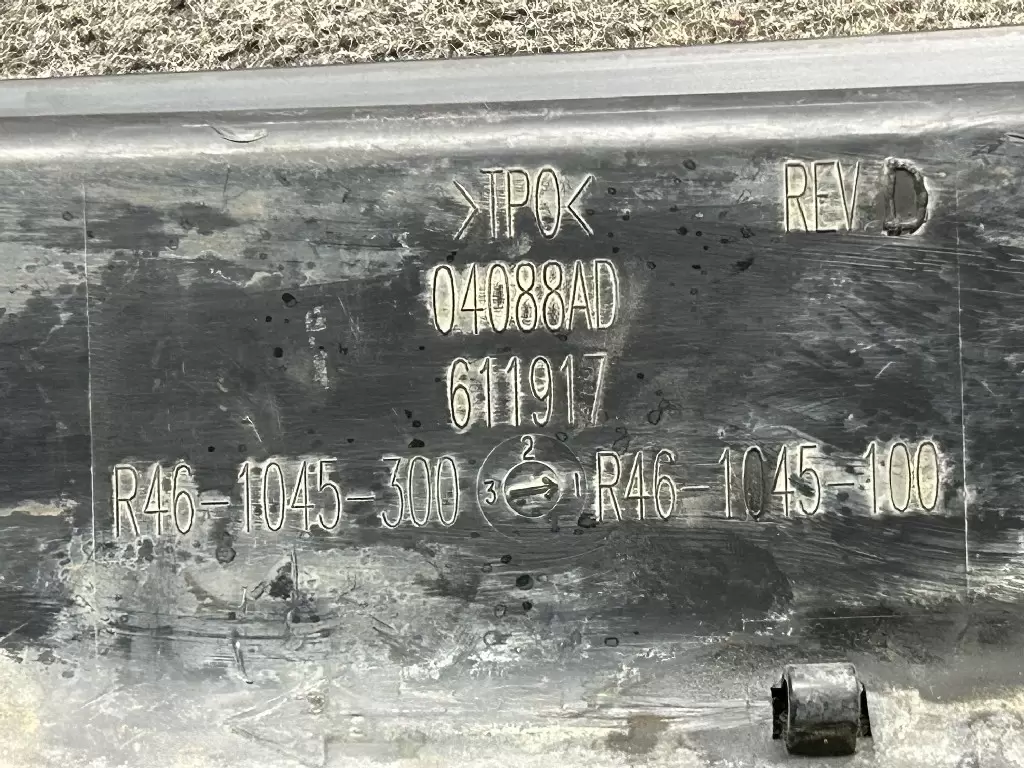 >TPO<
REV D
04088AD
611917
2
R46-1045-300 3 1 R46-1045-100